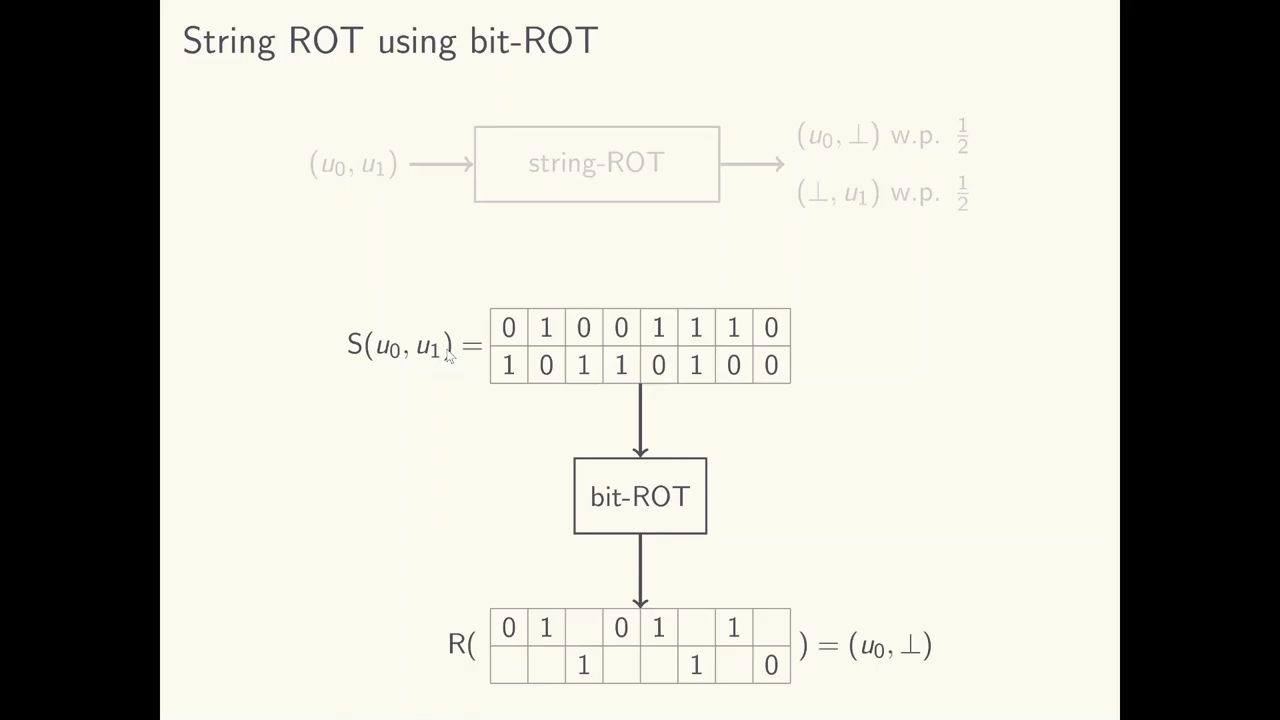 String ROT using bit-ROT
(u₀, ⊥) w.p. 1/2
(u₀, u₁) string-ROT
(⊥, u₁) w.p. 1/2
0 1 0 0 1 1 1 0
S(u₀, u₁) =
1 0 1 1 0 1 0 0
bit-ROT
0 1 0 1 1
R( ) = (u₀, ⊥)
1 1 0